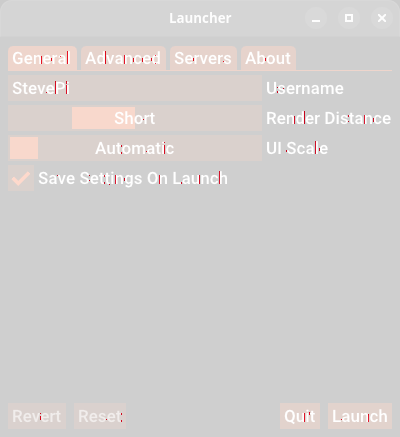 Launcher
General Advanced Servers About
StevePi Username
Short Render Distance
Automatic UI Scale
Save Settings On Launch
Revert Reset Quit Launch